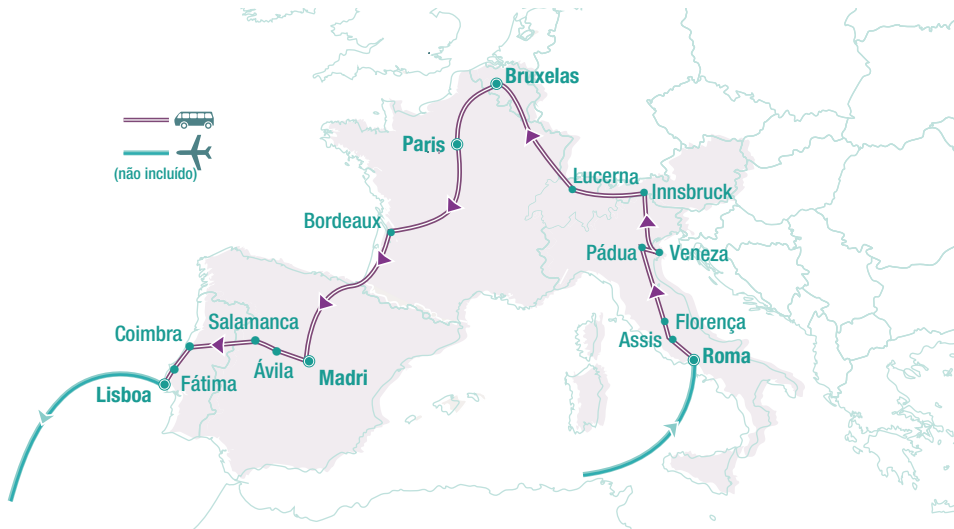 Bruxelas
Paris
(não incluído)
Lucerna
Innsbruck
Bordeaux
Pádua
Veneza
Salamanca
Coimbra
Florença
Assis
Roma
Ávila
Madri
Fátima
Lisboa